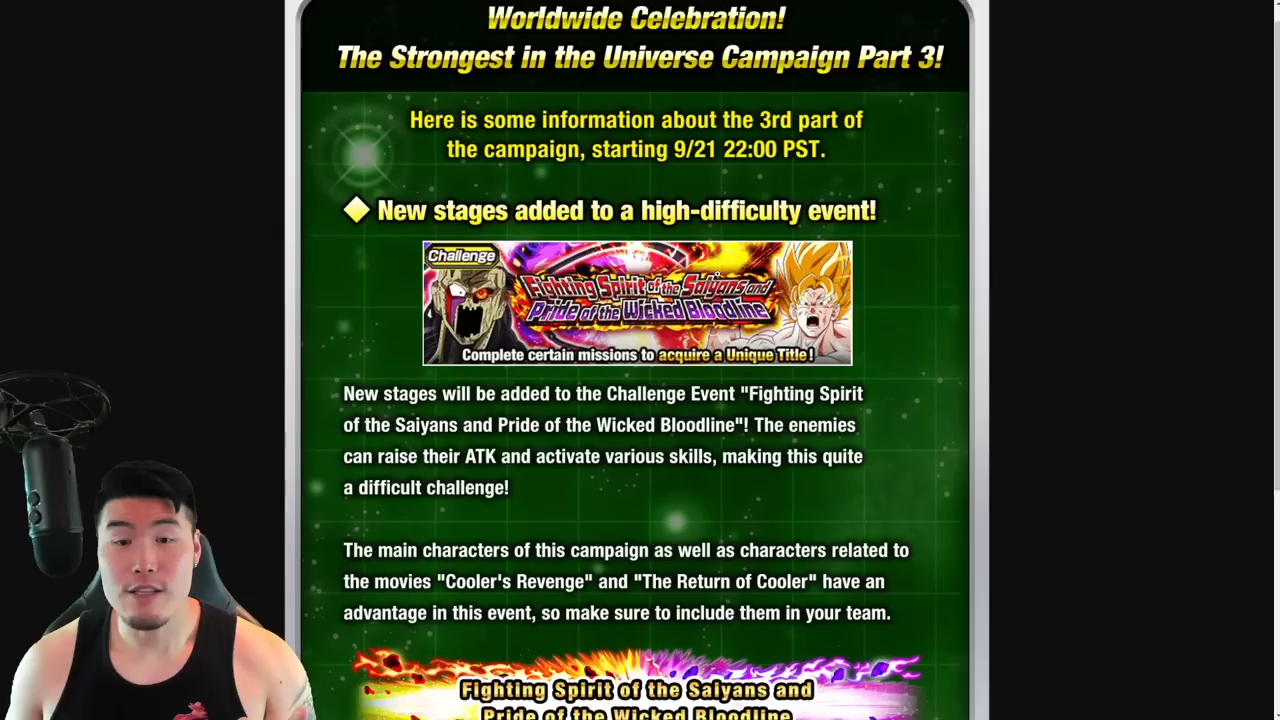 Worldwide Celebration!
The Strongest in the Universe Campaign Part 3!
Here is some information about the 3rd part of
the campaign, starting 9/21 22:00 PST.
New stages added to a high-difficulty event!
Challenge
Fighting Spirit of the Saiyans and
Pride of the Wicked Bloodline
Complete certain missions to acquire a Unique Title!
New stages will be added to the Challenge Event "Fighting Spirit
of the Saiyans and Pride of the Wicked Bloodline"! The enemies
can raise their ATK and activate various skills, making this quite
a difficult challenge!
The main characters of this campaign as well as characters related to
the movies "Cooler's Revenge" and "The Return of Cooler" have an
advantage in this event, so make sure to include them in your team.
Fighting Spirit of the Saiyans and
Pride of the Wicked Bloodline